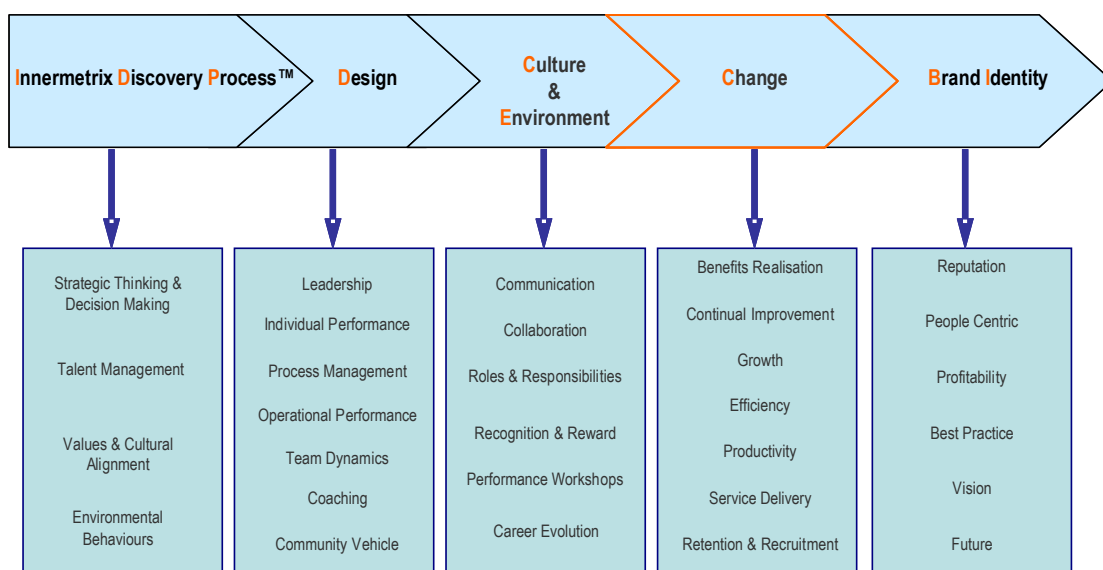 Innermetrix Discovery Process™
Design
Culture
&
Environment
Change
Brand Identity
Strategic Thinking &
Decision Making
Talent Management
Values & Cultural
Alignment
Environmental
Behaviours
Leadership
Individual Performance
Process Management
Operational Performance
Team Dynamics
Coaching
Community Vehicle
Communication
Collaboration
Roles & Responsibilities
Recognition & Reward
Performance Workshops
Career Evolution
Benefits Realisation
Continual Improvement
Growth
Efficiency
Productivity
Service Delivery
Retention & Recruitment
Reputation
People Centric
Profitability
Best Practice
Vision
Future